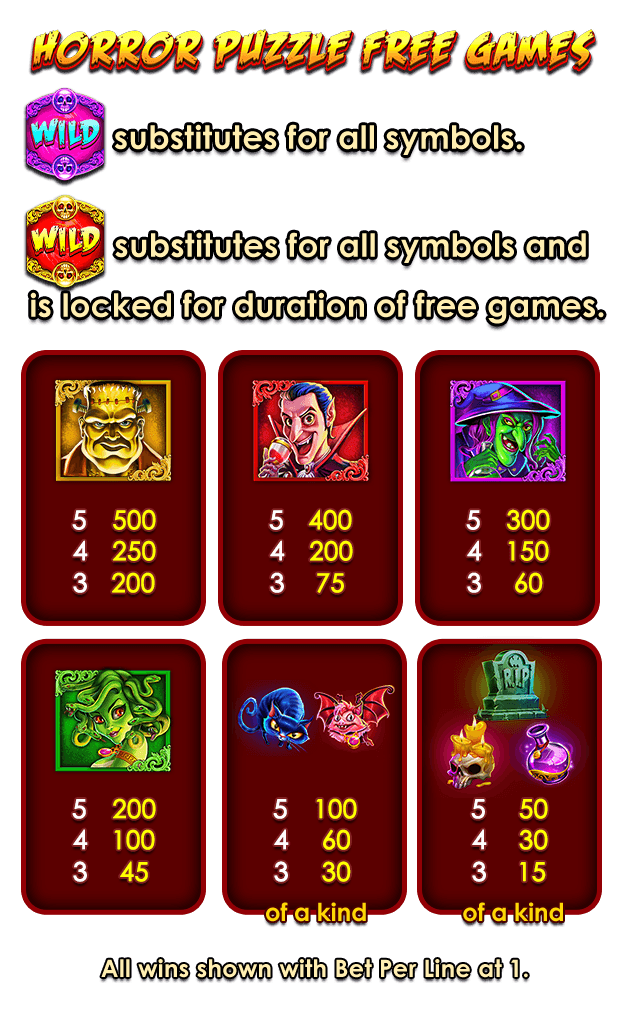 HORROR PUZZLE FREE GAMES
WILD substitutes for all symbols.
WILD substitutes for all symbols and
is locked for duration of free games.
5 500
4 250
3 200
5 400
4 200
3 75
5 300
4 150
3 60
R.I.P
5 200
4 100
3 45
5 100
4 60
3 30
of a kind
5 50
4 30
3 15
of a kind
All wins shown with Bet Per Line at 1.